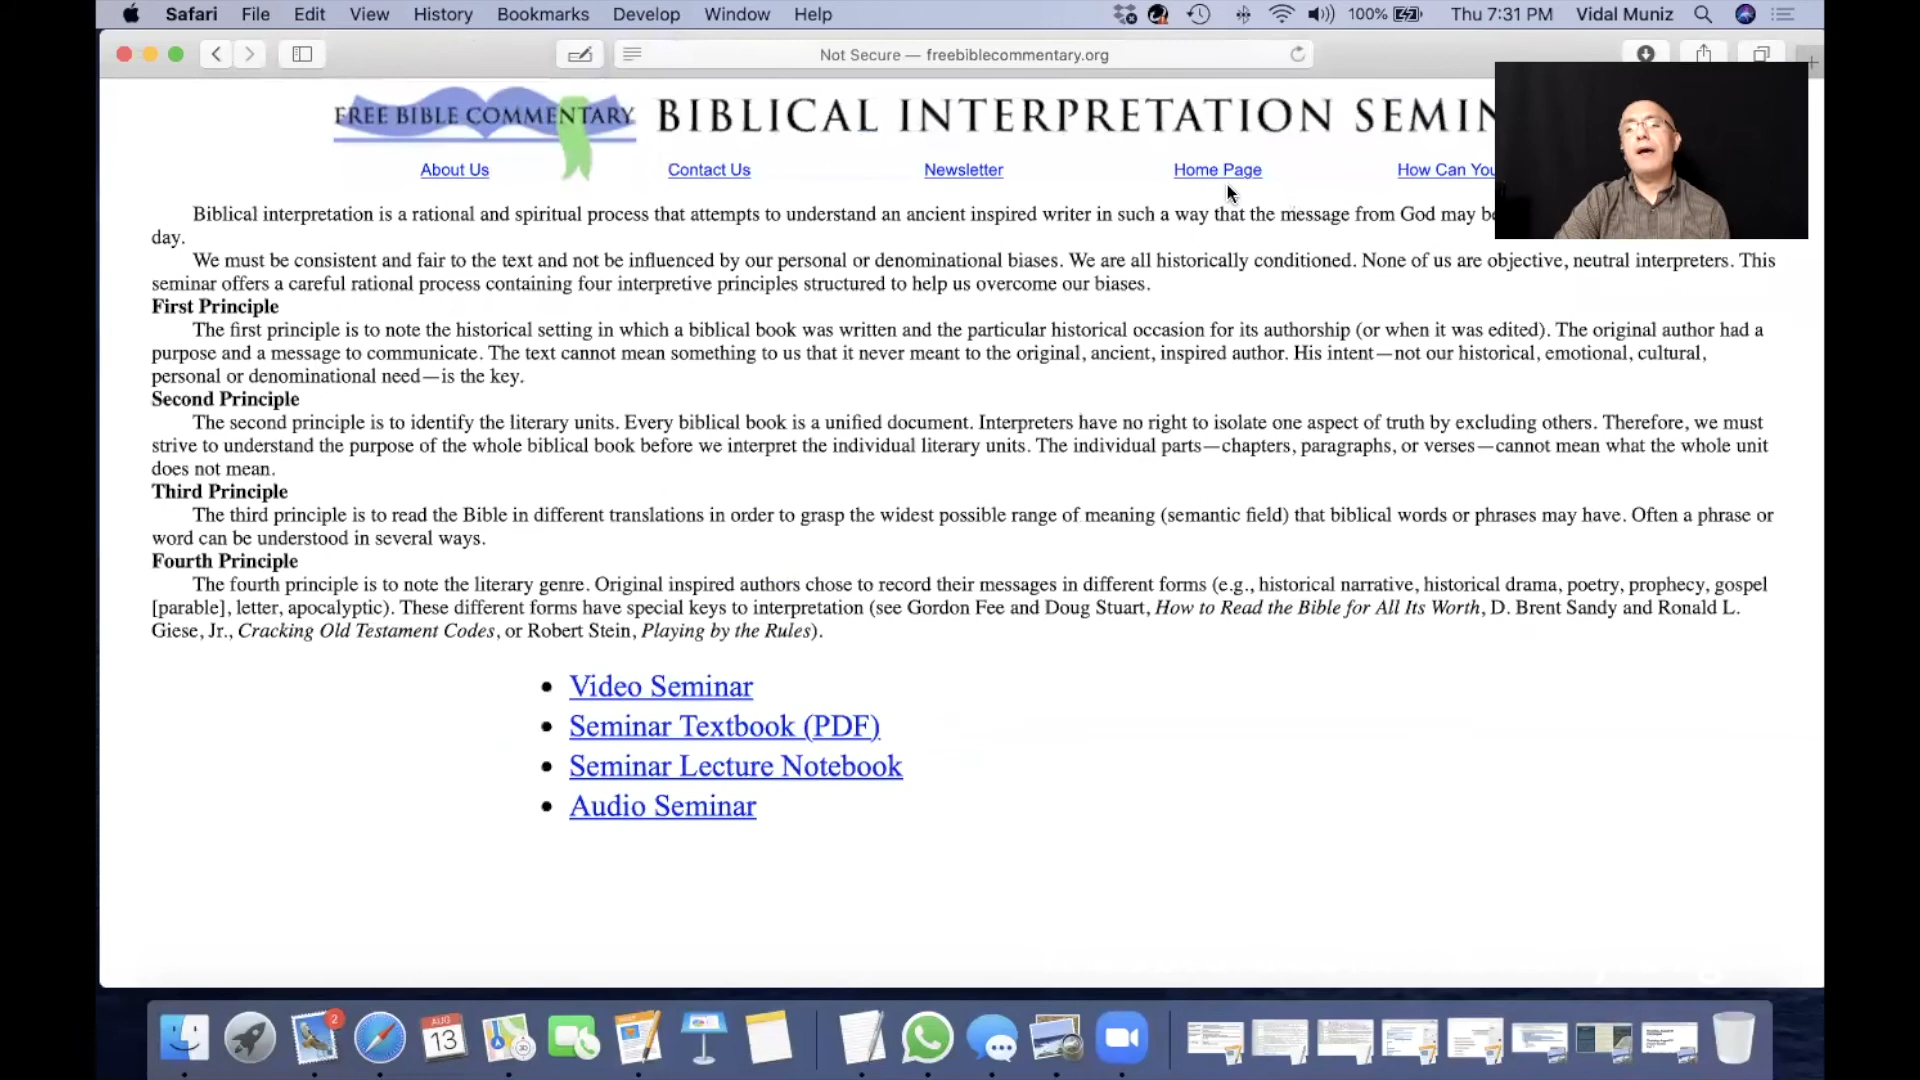 Safari File Edit View History Bookmarks Develop Window Help 100% Thu 7:31 PM Vidal Muniz
Not Secure — freebiblecommentary.org
FREE BIBLE COMMENTARY BIBLICAL INTERPRETATION
About Us Contact Us Newsletter Home Page How Can You
Biblical interpretation is a rational and spiritual process that attempts to understand an ancient inspired writer in such a way that the message from God may
day.
We must be consistent and fair to the text and not be influenced by our personal or denominational biases. We are all historically conditioned. None of us are objective, neutral interpreters. This
seminar offers a careful rational process containing four interpretive principles structured to help us overcome our biases.
First Principle
The first principle is to note the historical setting in which a biblical book was written and the particular historical occasion for its authorship (or when it was edited). The original author had a
purpose and a message to communicate. The text cannot mean something to us that it never meant to the original, ancient, inspired author. His intent—not our historical, emotional, cultural,
personal or denominational need—is the key.
Second Principle
The second principle is to identify the literary units. Every biblical book is a unified document. Interpreters have no right to isolate one aspect of truth by excluding others. Therefore, we must
strive to understand the purpose of the whole biblical book before we interpret the individual literary units. The individual parts—chapters, paragraphs, or verses—cannot mean what the whole unit
does not mean.
Third Principle
The third principle is to read the Bible in different translations in order to grasp the widest possible range of meaning (semantic field) that biblical words or phrases may have. Often a phrase or
word can be understood in several ways.
Fourth Principle
The fourth principle is to note the literary genre. Original inspired authors chose to record their messages in different forms (e.g., historical narrative, historical drama, poetry, prophecy, gospel
[parable], letter, apocalyptic). These different forms have special keys to interpretation (see Gordon Fee and Doug Stuart, How to Read the Bible for All Its Worth, D. Brent Sandy and Ronald L.
Giese, Jr., Cracking Old Testament Codes, or Robert Stein, Playing by the Rules).
• Video Seminar
• Seminar Textbook (PDF)
• Seminar Lecture Notebook
• Audio Seminar
2
AUG
13